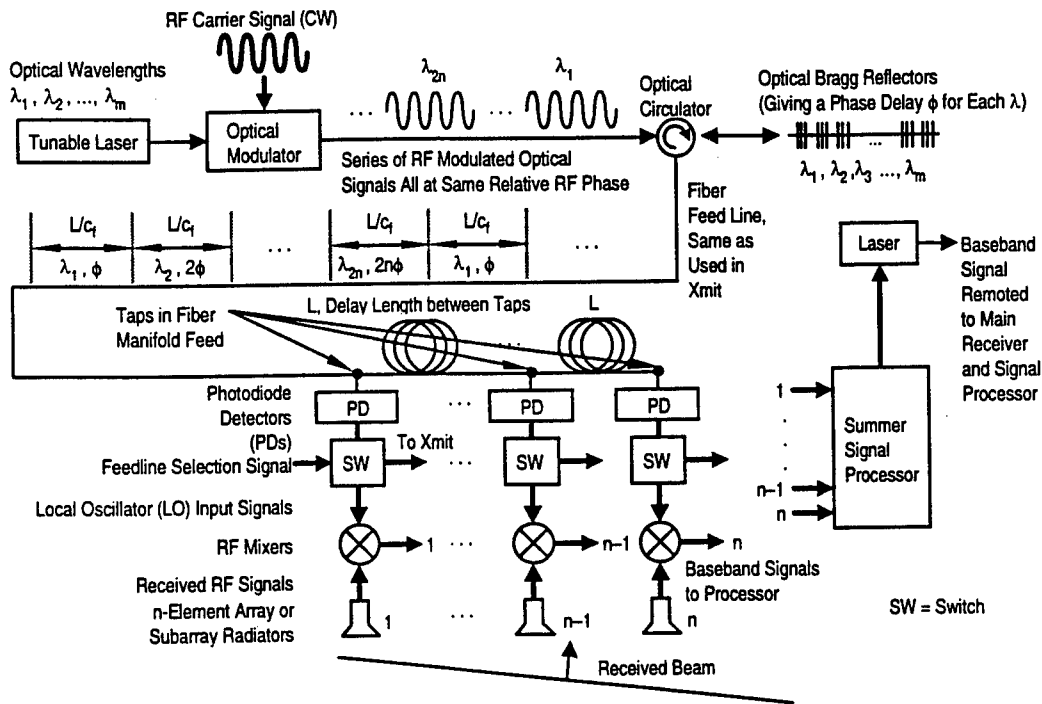 RF Carrier Signal (CW)
Optical Wavelengths
λ1 , λ2 , ..., λm
Tunable Laser
Optical
Modulator
... λ2n ... λ1
Series of RF Modulated Optical
Signals All at Same Relative RF Phase
Optical
Circulator
Optical Bragg Reflectors
(Giving a Phase Delay ϕ for Each λ)
...
λ1 , λ2 , λ3 ..., λm
L/cf L/cf ... L/cf L/cf ...
λ1, ϕ λ2, 2ϕ λ2n, 2nϕ λ1, ϕ
Fiber
Feed Line,
Same as
Used in
Xmit
Laser
Baseband
Signal
Remoted
to Main
Receiver
and Signal
Processor
L, Delay Length between Taps
L
Taps in Fiber
Manifold Feed
...
Photodiode
Detectors
(PDs)
PD ... PD PD
To Xmit
Feedline Selection Signal
SW ... SW SW
Local Oscillator (LO) Input Signals
RF Mixers
1 ... n–1 n
Baseband Signals
to Processor
Received RF Signals
n-Element Array or
Subarray Radiators
1 ... n–1 n
Received Beam
1
n–1
n
Summer
Signal
Processor
SW = Switch